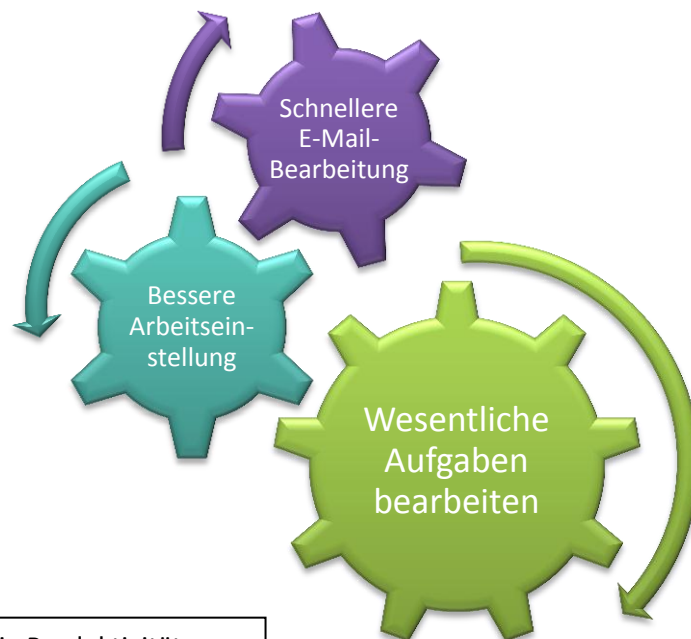 Schnellere
E-Mail-
Bearbeitung
Bessere
Arbeitsein-
stellung
Wesentliche
Aufgaben
bearbeiten